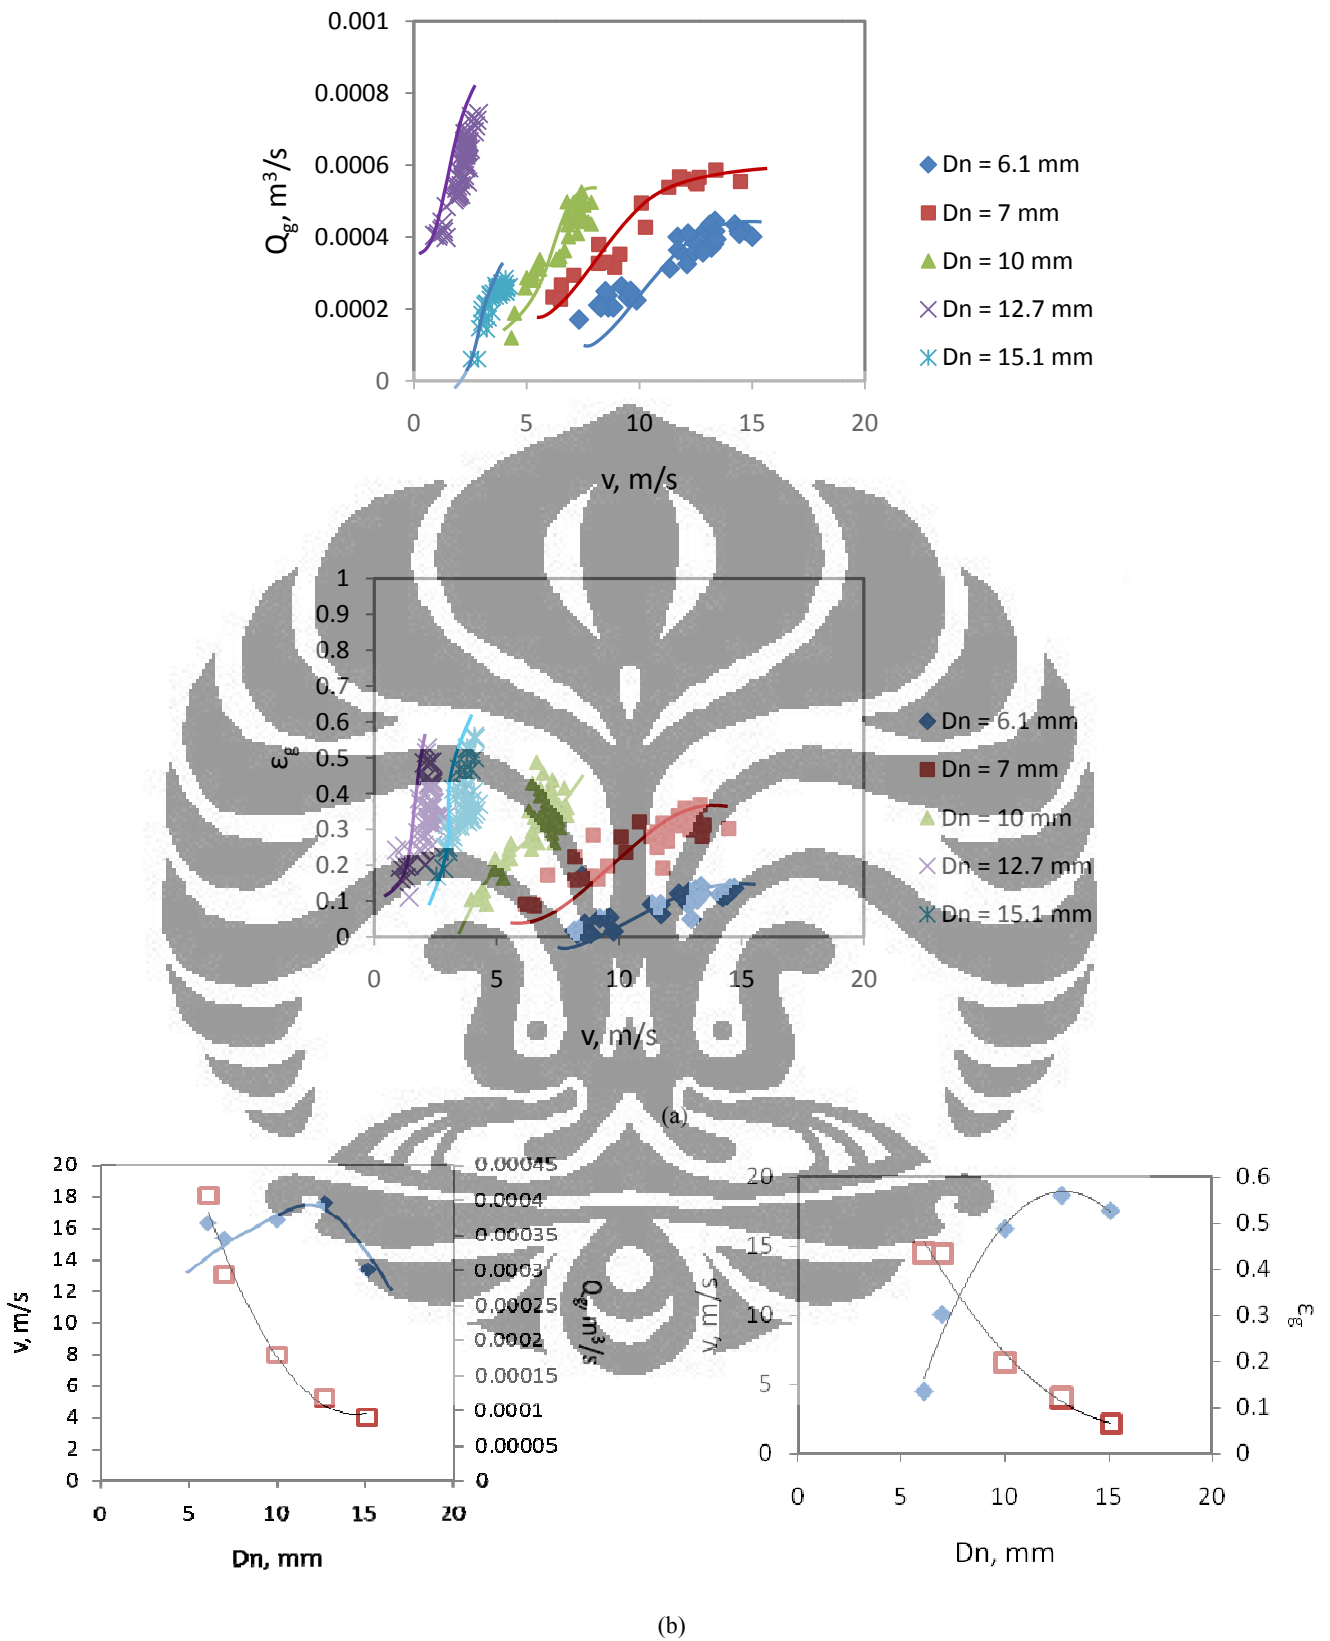 0.001
0.0008
0.0006
0.0004
0.0002
0
Qg, m³/s
0 5 10 15 20
v, m/s
Dn = 6.1 mm
Dn = 7 mm
Dn = 10 mm
Dn = 12.7 mm
Dn = 15.1 mm
1
0.9
0.8
0.7
0.6
0.5
0.4
0.3
0.2
0.1
0
εg
0 5 10 15 20
v, m/s
Dn = 6.1 mm
Dn = 7 mm
Dn = 10 mm
Dn = 12.7 mm
Dn = 15.1 mm
(a)
20
18
16
14
12
10
8
6
4
2
0
v, m/s
0.00045
0.0004
0.00035
0.0003
0.00025
0.0002
0.00015
0.0001
0.00005
0
Qg, m³/s
0 5 10 15 20
Dn, mm
20
15
10
5
0
v, m/s
0.6
0.5
0.4
0.3
0.2
0.1
0
εg
0 5 10 15 20
Dn, mm
(b)